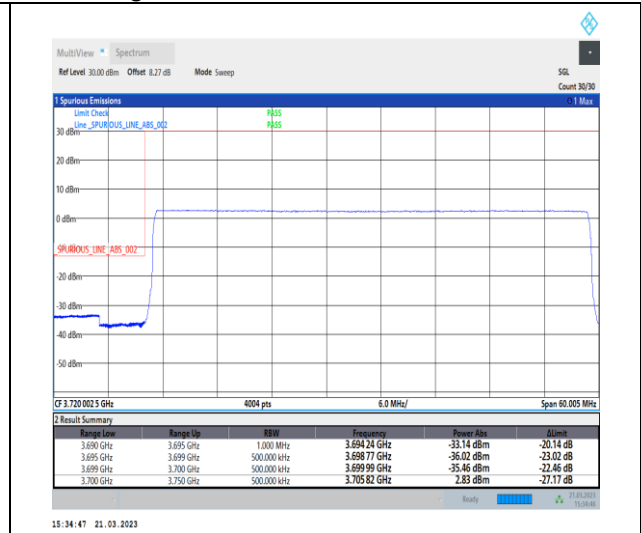 MultiView Spectrum
Ref Level 30.00 dBm Offset 8.27 dB Mode Sweep SGL
Count 30/30
1 Spurious Emissions 1 Max
Limit Check PASS
Line _SPURIOUS_LINE_ABS_002 PASS
30 dBm
20 dBm
10 dBm
0 dBm
_SPURIOUS_LINE_ABS_002
-20 dBm
-30 dBm
-40 dBm
-50 dBm
CF 3.720 002 5 GHz 4004 pts 6.0 MHz/ Span 60.005 MHz
2 Result Summary
Range Low Range Up RBW Frequency Power Abs ΔLimit
3.690 GHz 3.695 GHz 1.000 MHz 3.694 24 GHz -33.14 dBm -20.14 dB
3.695 GHz 3.699 GHz 500.000 kHz 3.698 77 GHz -36.02 dBm -23.02 dB
3.699 GHz 3.700 GHz 500.000 kHz 3.699 99 GHz -35.46 dBm -22.46 dB
3.700 GHz 3.750 GHz 500.000 kHz 3.705 82 GHz 2.83 dBm -27.17 dB
Ready 21.03.2023
15:34:46
15:34:47 21.03.2023